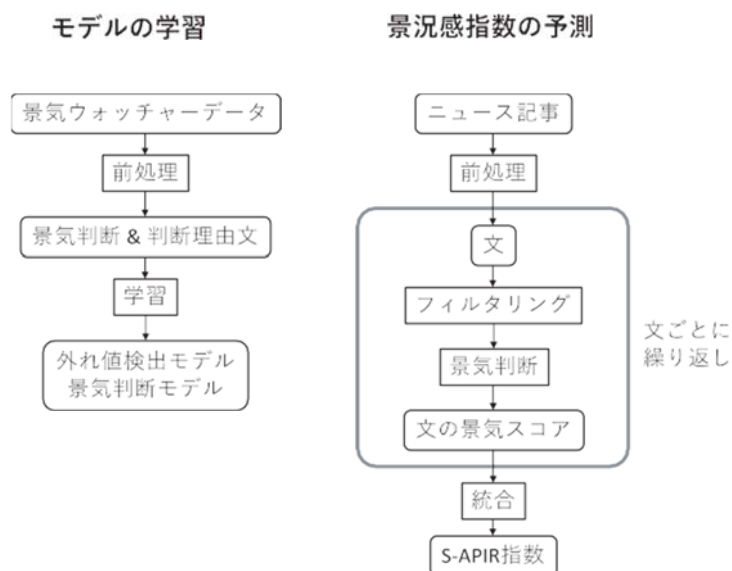 モデルの学習
景気ウォッチャーデータ
前処理
景気判断 & 判断理由文
学習
外れ値検出モデル
景気判断モデル
景況感指数の予測
ニュース記事
前処理
文
フィルタリング
景気判断
文の景気スコア
文ごとに
繰り返し
統合
S-APIR指数